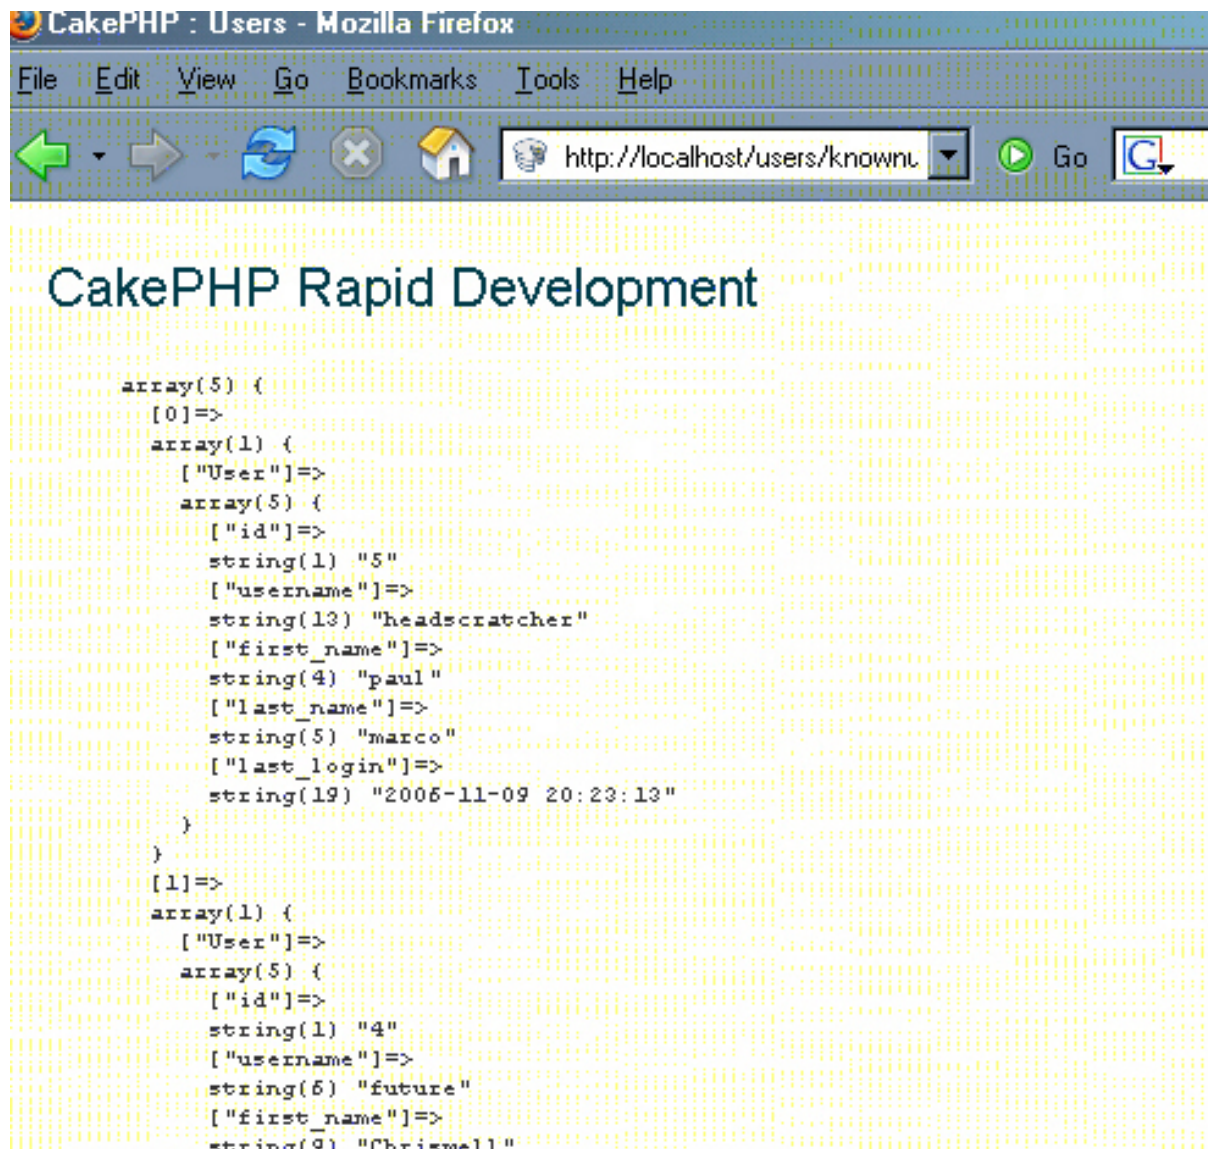 CakePHP : Users - Mozilla Firefox
File Edit View Go Bookmarks Tools Help
http://localhost/users/knownu Go G
CakePHP Rapid Development
array(5) {
[0]=>
array(1) {
["User"]=>
array(5) {
["id"]=>
string(1) "5"
["username"]=>
string(13) "headscratcher"
["first_name"]=>
string(4) "paul"
["last_name"]=>
string(5) "marco"
["last_login"]=>
string(19) "2006-11-09 20:23:13"
}
}
[1]=>
array(1) {
["User"]=>
array(5) {
["id"]=>
string(1) "4"
["username"]=>
string(6) "future"
["first_name"]=>
string(9) "Chrismell"